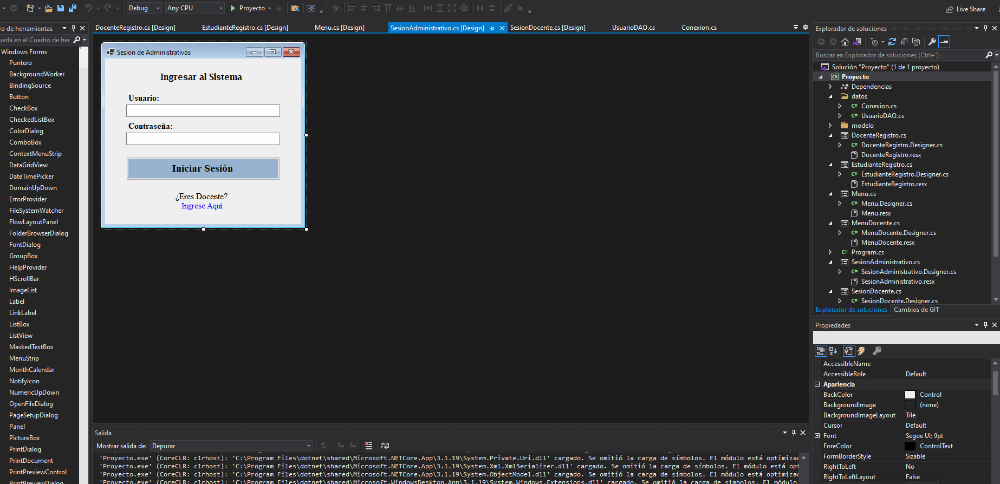 Debug
Any CPU
Proyecto
Live Share
ro de herramientas
ueda en el Cuadro de her
Windows Forms
Puntero
BackgroundWorker
BindingSource
Button
CheckBox
CheckedListBox
ColorDialog
ComboBox
ContextMenuStrip
DataGridView
DateTimePicker
DomainUpDown
ErrorProvider
FileSystemWatcher
FlowLayoutPanel
FolderBrowserDialog
FontDialog
GroupBox
HelpProvider
HScrollBar
ImageList
Label
LinkLabel
ListBox
ListView
MaskedTextBox
MenuStrip
MonthCalendar
NotifyIcon
NumericUpDown
OpenFileDialog
PageSetupDialog
Panel
PictureBox
PrintDialog
PrintDocument
PrintPreviewControl
PrintPreviewDialog
DocenteRegistro.cs [Design]
EstudianteRegistro.cs [Design]
Menu.cs [Design]
SesionAdministrativo.cs [Design]
SesionDocente.cs [Design]
UsuarioDAO.cs
Conexion.cs
Sesion de Administrativos
Ingresar al Sistema
Usuario:
Contraseña:
Iniciar Sesión
¿Eres Docente?
Ingrese Aquí
Salida
Mostrar salida de: Depurar
'Proyecto.exe' (CoreCLR: clrhost): 'C:\Program Files\dotnet\shared\Microsoft.NETCore.App\3.1.19\System.Private.Uri.dll' cargado. Se omitió la carga de símbolos. El módulo está optimizad
'Proyecto.exe' (CoreCLR: clrhost): 'C:\Program Files\dotnet\shared\Microsoft.NETCore.App\3.1.19\System.Xml.XmlSerializer.dll' cargado. Se omitió la carga de símbolos. El módulo está opt
'Proyecto.exe' (CoreCLR: clrhost): 'C:\Program Files\dotnet\shared\Microsoft.NETCore.App\3.1.19\System.ObjectModel.dll' cargado. Se omitió la carga de símbolos. El módulo está optimizad
'Proyecto.exe' (CoreCLR: clrhost): 'C:\Program Files\dotnet\shared\Microsoft.WindowsDesktop.App\3.1.19\System.Windows.Extensions.dll' cargado. Se omitió la carga de símbolos. El módulo
Explorador de soluciones
Buscar en Explorador de soluciones (Ctrl+´)
Solución "Proyecto" (1 de 1 proyecto)
C# Proyecto
Dependencias
datos
C# Conexion.cs
C# UsuarioDAO.cs
modelo
DocenteRegistro.cs
C# DocenteRegistro.Designer.cs
DocenteRegistro.resx
EstudianteRegistro.cs
C# EstudianteRegistro.Designer.cs
EstudianteRegistro.resx
Menu.cs
C# Menu.Designer.cs
Menu.resx
MenuDocente.cs
C# MenuDocente.Designer.cs
MenuDocente.resx
C# Program.cs
SesionAdministrativo.cs
C# SesionAdministrativo.Designer.cs
SesionAdministrativo.resx
SesionDocente.cs
C# SesionDocente.Designer.cs
Explorador de soluciones
Cambios de GIT
Propiedades
AccessibleName
AccessibleRole Default
Apariencia
BackColor Control
BackgroundImage (none)
BackgroundImageLayout Tile
Cursor Default
Font Segoe UI; 9pt
ForeColor ControlText
FormBorderStyle Sizable
RightToLeft No
RightToLeftLayout False